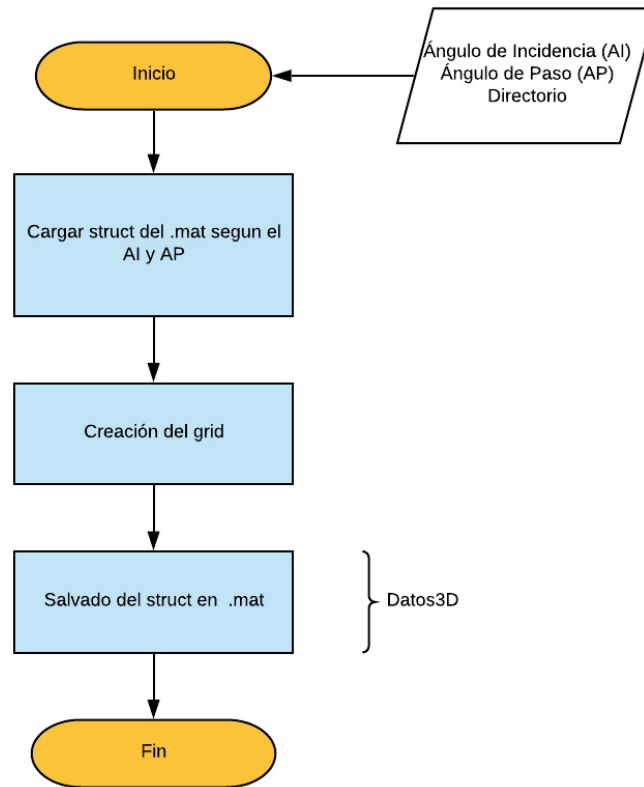 Inicio
Ángulo de Incidencia (AI)
Ángulo de Paso (AP)
Directorio
Cargar struct del .mat segun el
AI y AP
Creación del grid
Salvado del struct en .mat
Datos3D
Fin